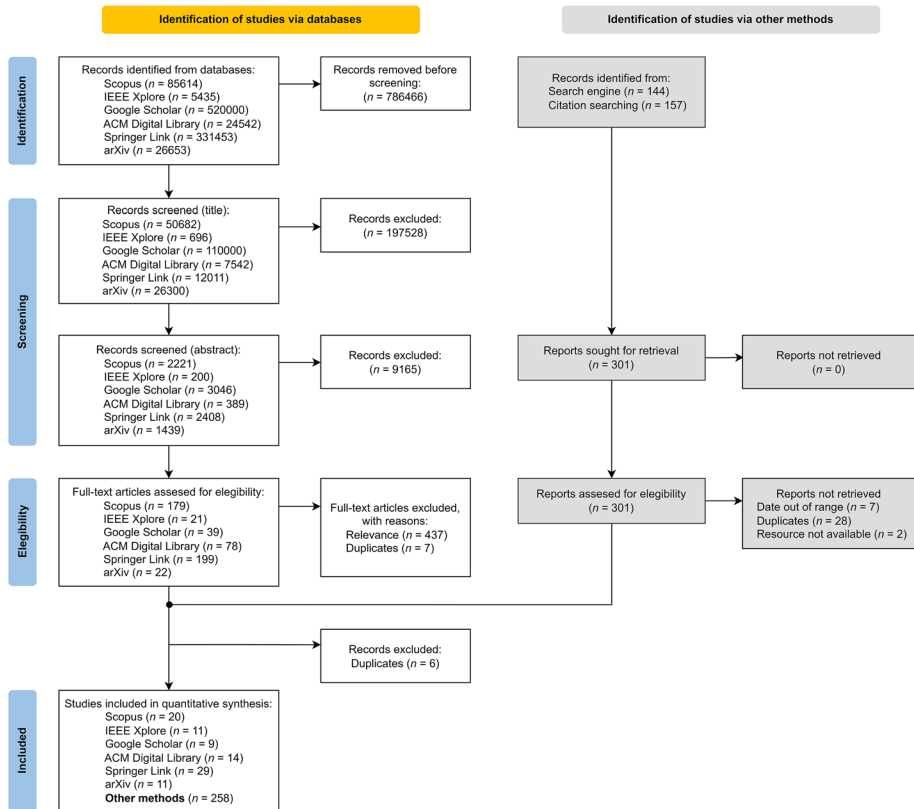 Identification of studies via databases
Identification of studies via other methods
Identification
Records identified from databases:
Scopus (n = 85614)
IEEE Xplore (n = 5435)
Google Scholar (n = 520000)
ACM Digital Library (n = 24542)
Springer Link (n = 331453)
arXiv (n = 26653)
Records removed before
screening:
(n = 786466)
Records identified from:
Search engine (n = 144)
Citation searching (n = 157)
Screening
Records screened (title):
Scopus (n = 50682)
IEEE Xplore (n = 696)
Google Scholar (n = 110000)
ACM Digital Library (n = 7542)
Springer Link (n = 12011)
arXiv (n = 26300)
Records excluded:
(n = 197528)
Records screened (abstract):
Scopus (n = 2221)
IEEE Xplore (n = 200)
Google Scholar (n = 3046)
ACM Digital Library (n = 389)
Springer Link (n = 2408)
arXiv (n = 1439)
Records excluded:
(n = 9165)
Reports sought for retrieval
(n = 301)
Reports not retrieved
(n = 0)
Elegibility
Full-text articles assesed for elegibility:
Scopus (n = 179)
IEEE Xplore (n = 21)
Google Scholar (n = 39)
ACM Digital Library (n = 78)
Springer Link (n = 199)
arXiv (n = 22)
Full-text articles excluded,
with reasons:
Relevance (n = 437)
Duplicates (n = 7)
Reports assesed for elegibility
(n = 301)
Reports not retrieved
Date out of range (n = 7)
Duplicates (n = 28)
Resource not available (n = 2)
Records excluded:
Duplicates (n = 6)
Included
Studies included in quantitative synthesis:
Scopus (n = 20)
IEEE Xplore (n = 11)
Google Scholar (n = 9)
ACM Digital Library (n = 14)
Springer Link (n = 29)
arXiv (n = 11)
Other methods (n = 258)